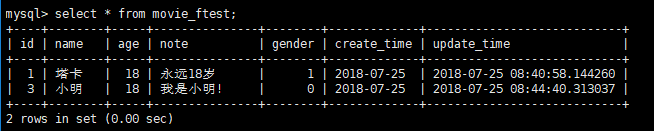 mysql> select * from movie_ftest;
+----+--------+-----+--------------+--------+-------------+----------------------------+
| id | name | age | note | gender | create_time | update_time |
+----+--------+-----+--------------+--------+-------------+----------------------------+
| 1 | 塔卡 | 18 | 永远18岁 | 1 | 2018-07-25 | 2018-07-25 08:40:58.144260 |
| 3 | 小明 | 18 | 我是小明! | 0 | 2018-07-25 | 2018-07-25 08:44:40.313037 |
+----+--------+-----+--------------+--------+-------------+----------------------------+
2 rows in set (0.00 sec)